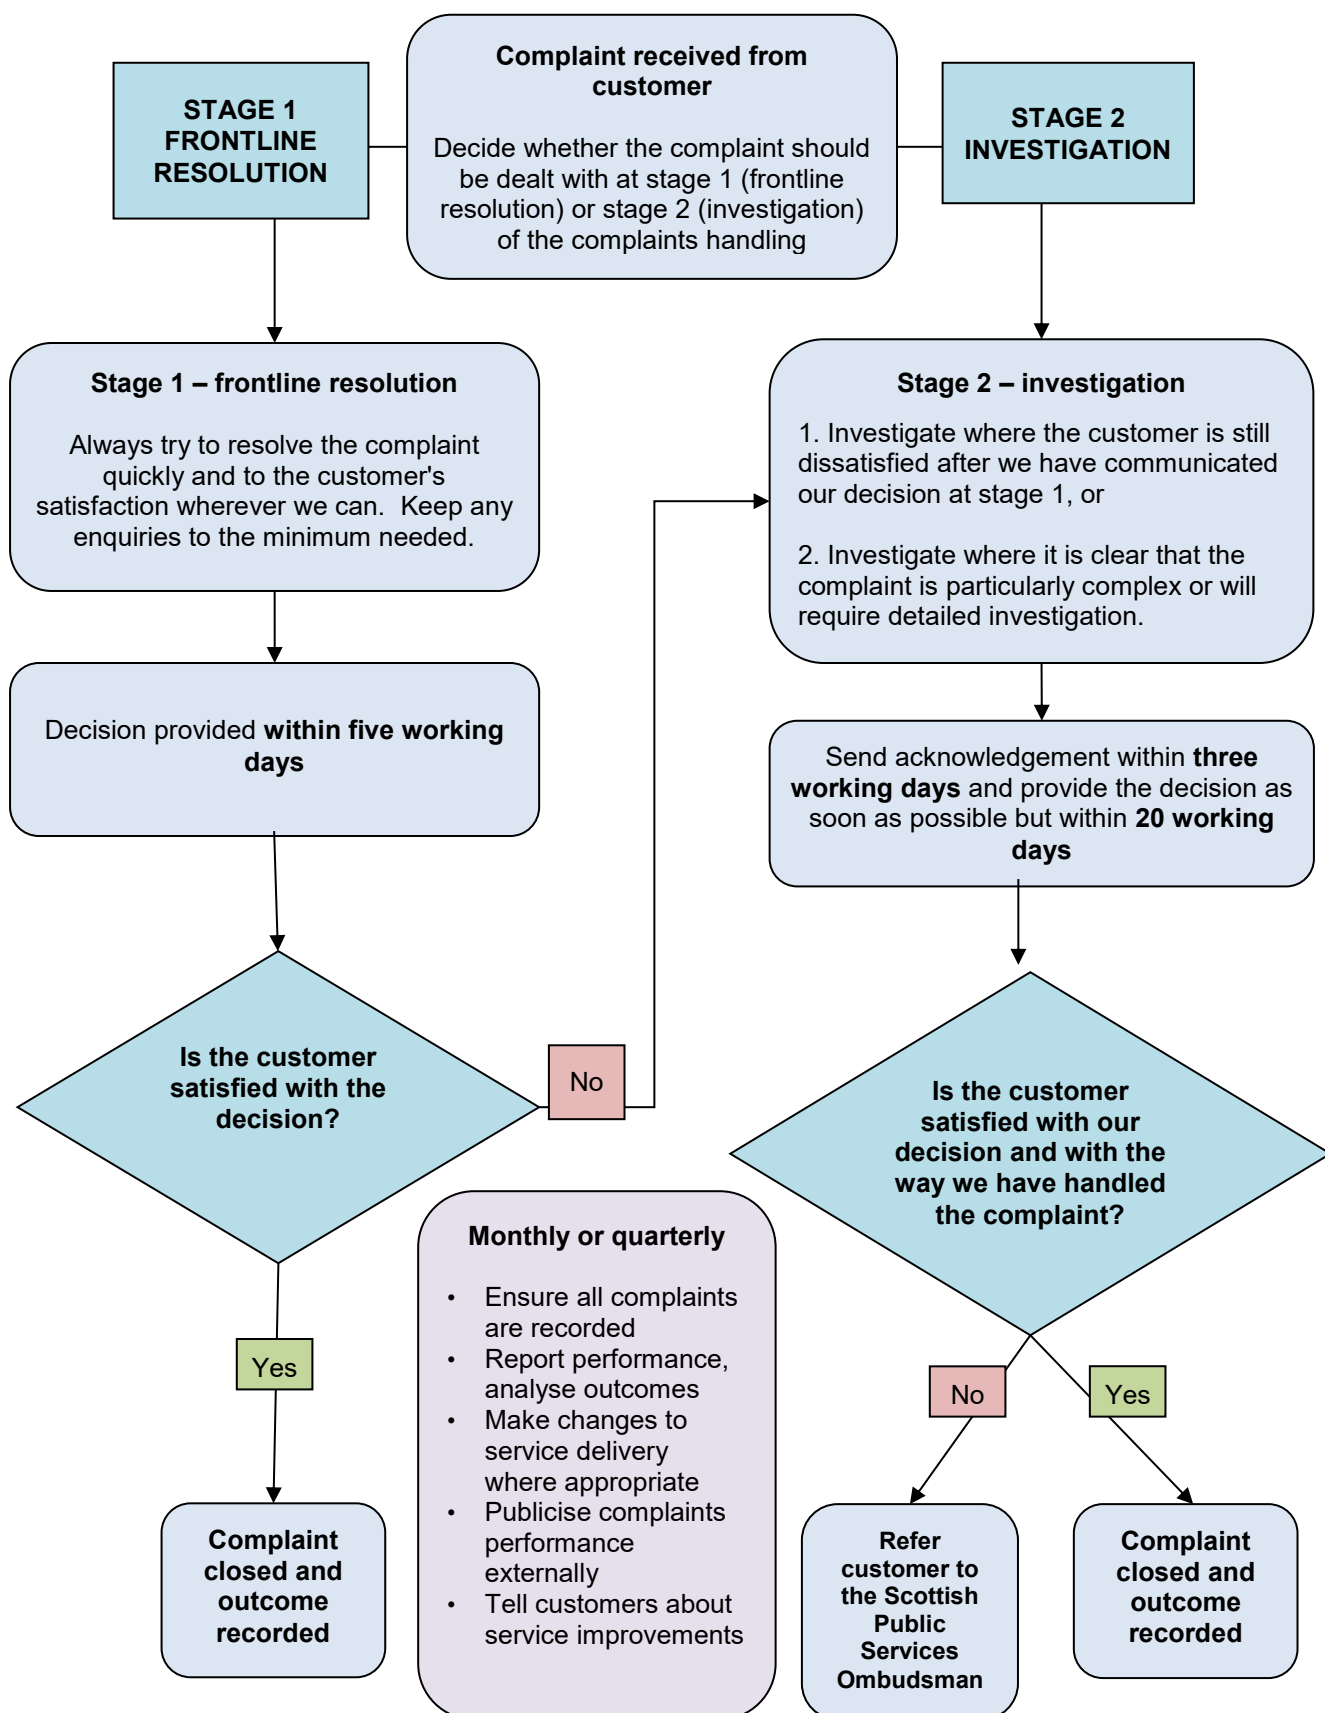 Complaint received from
customer
Decide whether the complaint should
be dealt with at stage 1 (frontline
resolution) or stage 2 (investigation)
of the complaints handling
STAGE 1
FRONTLINE
RESOLUTION
STAGE 2
INVESTIGATION
Stage 1 – frontline resolution
Always try to resolve the complaint
quickly and to the customer's
satisfaction wherever we can.  Keep any
enquiries to the minimum needed.
Decision provided within five working
days
Is the customer
satisfied with the
decision?
No
Yes
Complaint
closed and
outcome
recorded
Stage 2 – investigation
1. Investigate where the customer is still
dissatisfied after we have communicated
our decision at stage 1, or
2. Investigate where it is clear that the
complaint is particularly complex or will
require detailed investigation.
Send acknowledgement within three
working days and provide the decision as
soon as possible but within 20 working
days
Is the customer
satisfied with our
decision and with the
way we have handled
the complaint?
No
Yes
Refer
customer to
the Scottish
Public
Services
Ombudsman
Complaint
closed and
outcome
recorded
Monthly or quarterly
• Ensure all complaints
are recorded
• Report performance,
analyse outcomes
• Make changes to
service delivery
where appropriate
• Publicise complaints
performance
externally
• Tell customers about
service improvements